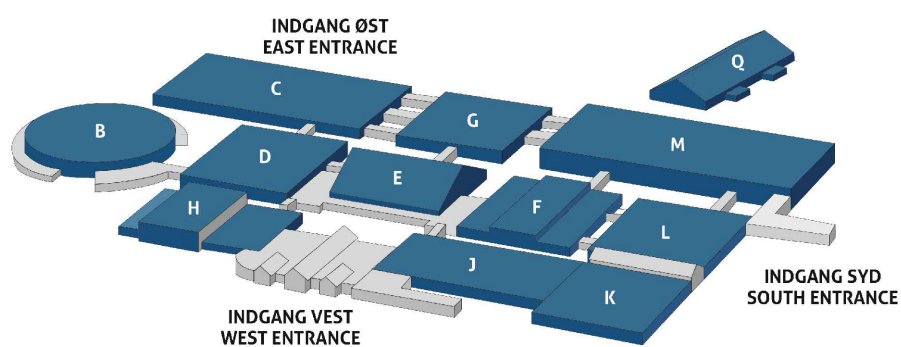 INDGANG ØST
EAST ENTRANCE
Q
C
B
G
M
D
E
H
F
L
J
K
INDGANG SYD
SOUTH ENTRANCE
INDGANG VEST
WEST ENTRANCE